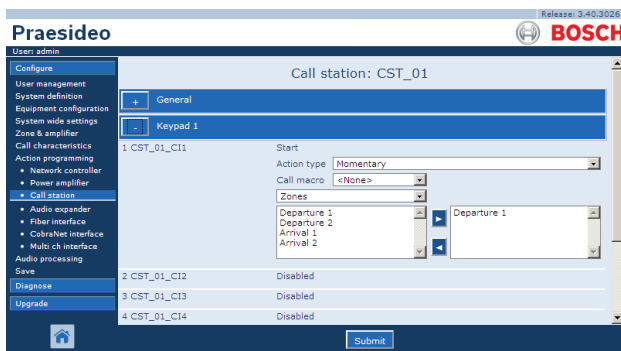 Release: 3.40.3026
Praesideo
BOSCH
User: admin
Configure
User management
System definition
Equipment configuration
System wide settings
Zone & amplifier
Call characteristics
Action programming
• Network controller
• Power amplifier
• Call station
• Audio expander
• Fiber interface
• CobraNet interface
• Multi ch interface
Audio processing
Save
Diagnose
Upgrade
Call station: CST_01
+ General
- Keypad 1
1 CST_01_CI1 Start
Action type Momentary
Call macro <None>
Zones
Departure 1
Departure 2
Arrival 1
Arrival 2
Departure 1
2 CST_01_CI2 Disabled
3 CST_01_CI3 Disabled
4 CST_01_CI4 Disabled
Submit